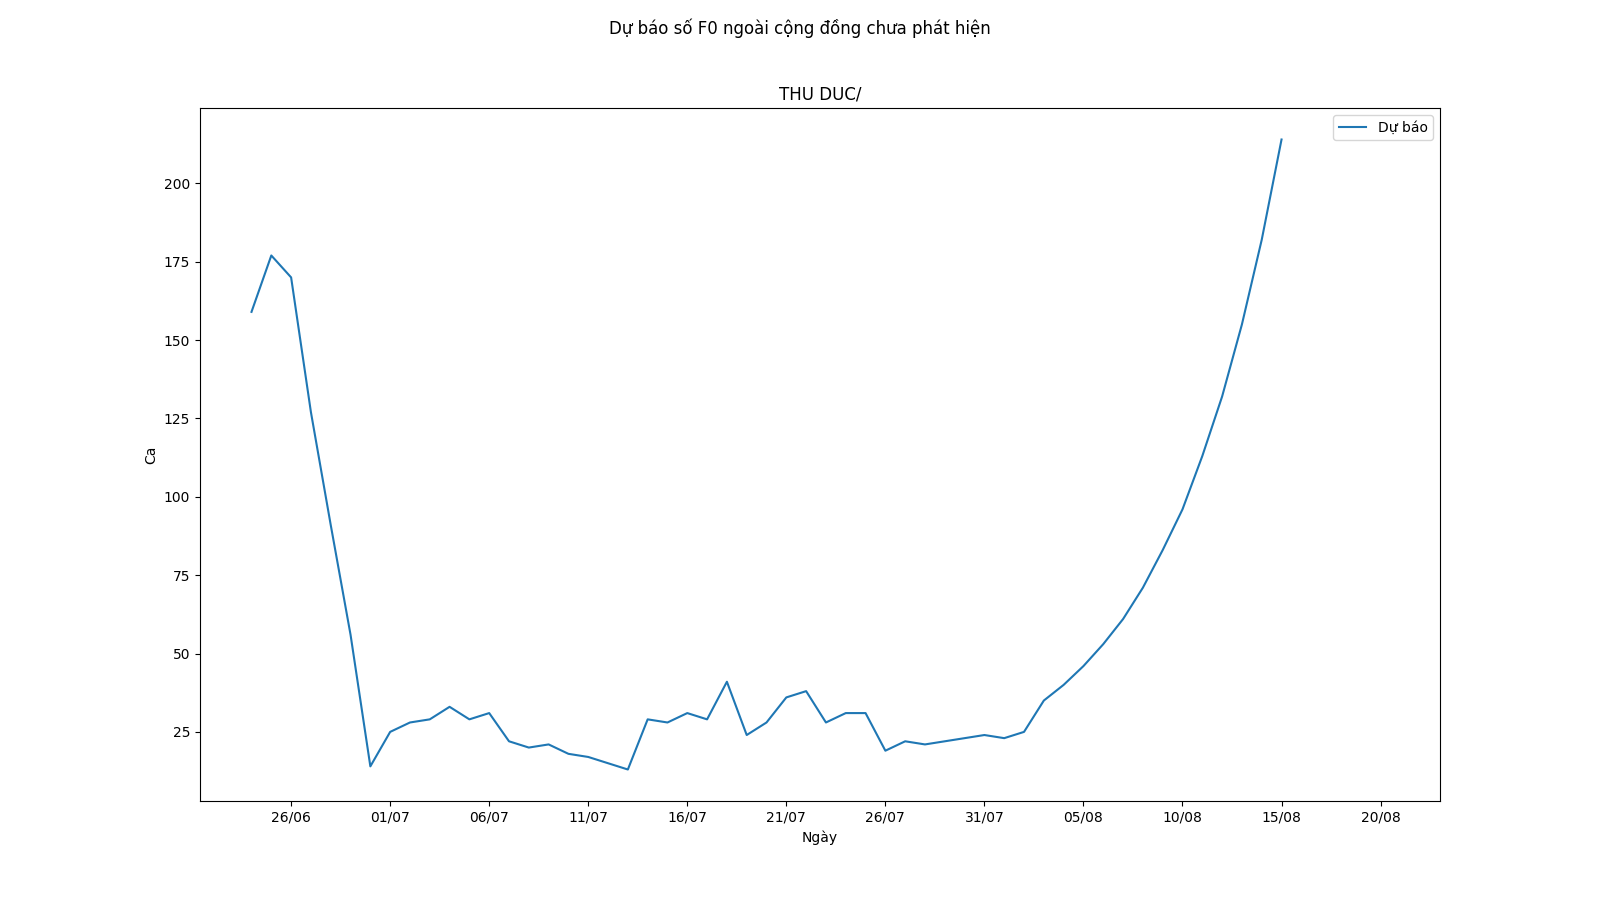 Dự báo số F0 ngoài cộng đồng chưa phát hiện
THU DUC/
Dự báo
200
175
150
125
100
75
50
25
Ca
26/06 01/07 06/07 11/07 16/07 21/07 26/07 31/07 05/08 10/08 15/08 20/08
Ngày